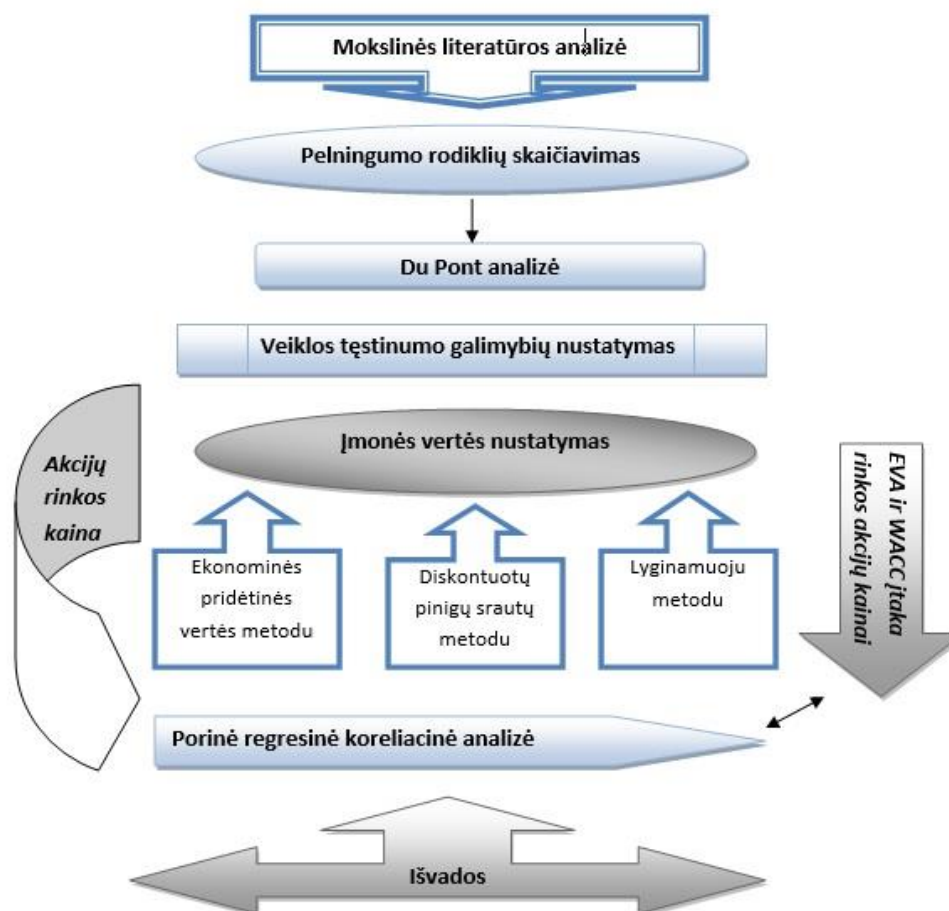 Mokslinės literatūros analizė
Pelningumo rodiklių skaičiavimas
Du Pont analizė
Veiklos tęstinumo galimybių nustatymas
Įmonės vertės nustatymas
Akcijų
rinkos
kaina
Ekonominės
pridėtinės
vertės metodu
Diskontuotų
pinigų srautų
metodu
Lyginamuoju
metodu
EVA ir WACC įtaka
rinkos akcijų kainai
Porinė regresinė koreliacinė analizė
Išvados